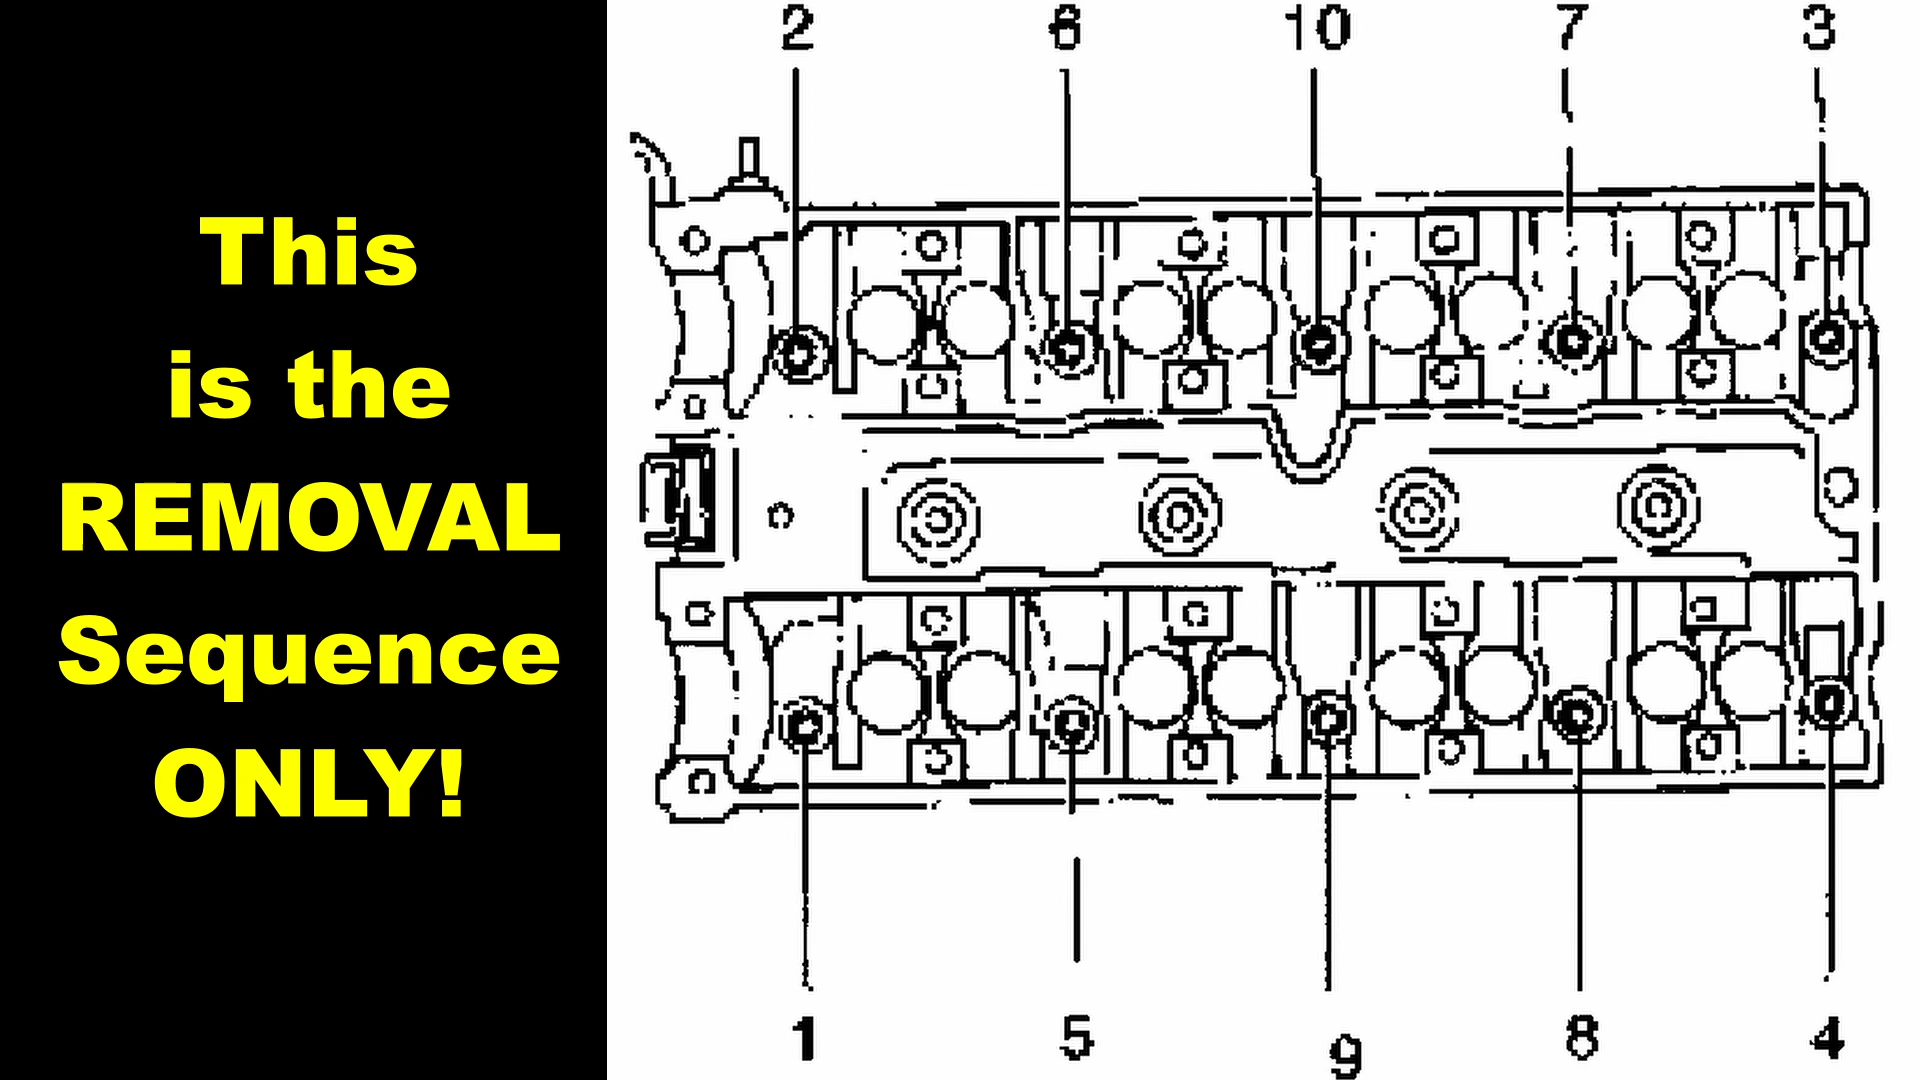 This
is the
REMOVAL
Sequence
ONLY!
2 6 10 7 3
1 5 9 8 4